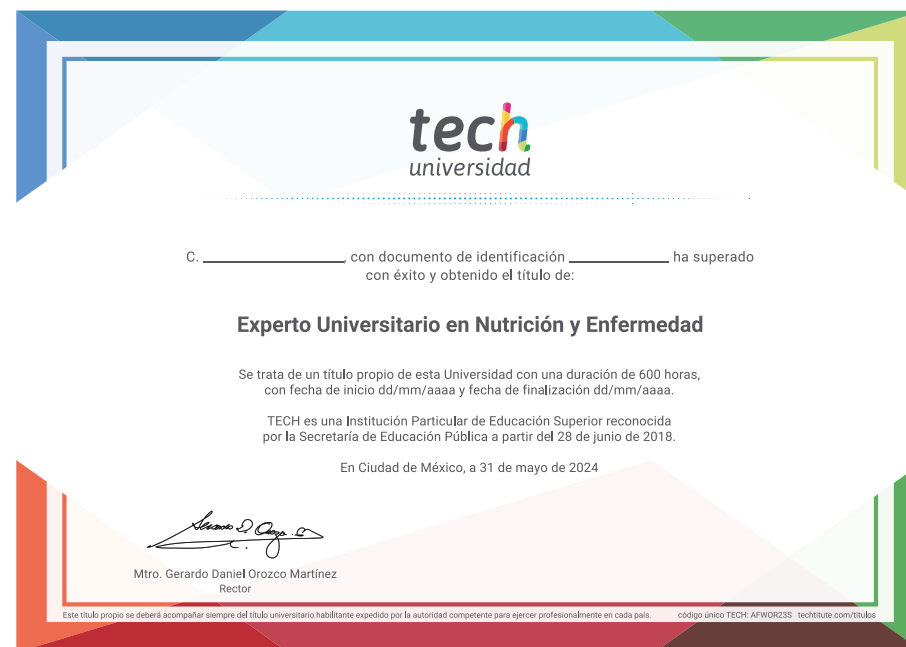 tech
universidad
C. ____________________, con documento de identificación ______________ ha superado
con éxito y obtenido el título de:
Experto Universitario en Nutrición y Enfermedad
Se trata de un título propio de esta Universidad con una duración de 600 horas,
con fecha de inicio dd/mm/aaaa y fecha de finalización dd/mm/aaaa.
TECH es una Institución Particular de Educación Superior reconocida
por la Secretaría de Educación Pública a partir del 28 de junio de 2018.
En Ciudad de México, a 31 de mayo de 2024
Mtro. Gerardo Daniel Orozco Martínez
Rector
Este título propio se deberá acompañar siempre del título universitario habilitante expedido por la autoridad competente para ejercer profesionalmente en cada país. código único TECH: AFWOR23S techtitute.com/titulos